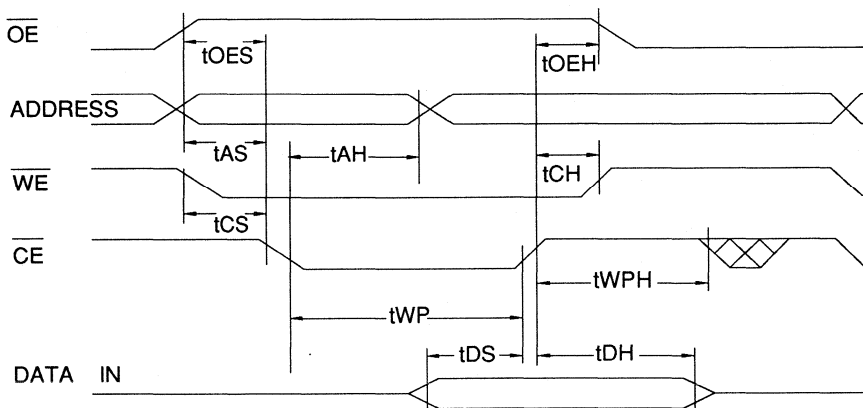 OE
tOES
tOEH
ADDRESS
tAS
tAH
WE
tCH
tCS
CE
tWPH
tWP
tDS
tDH
DATA IN